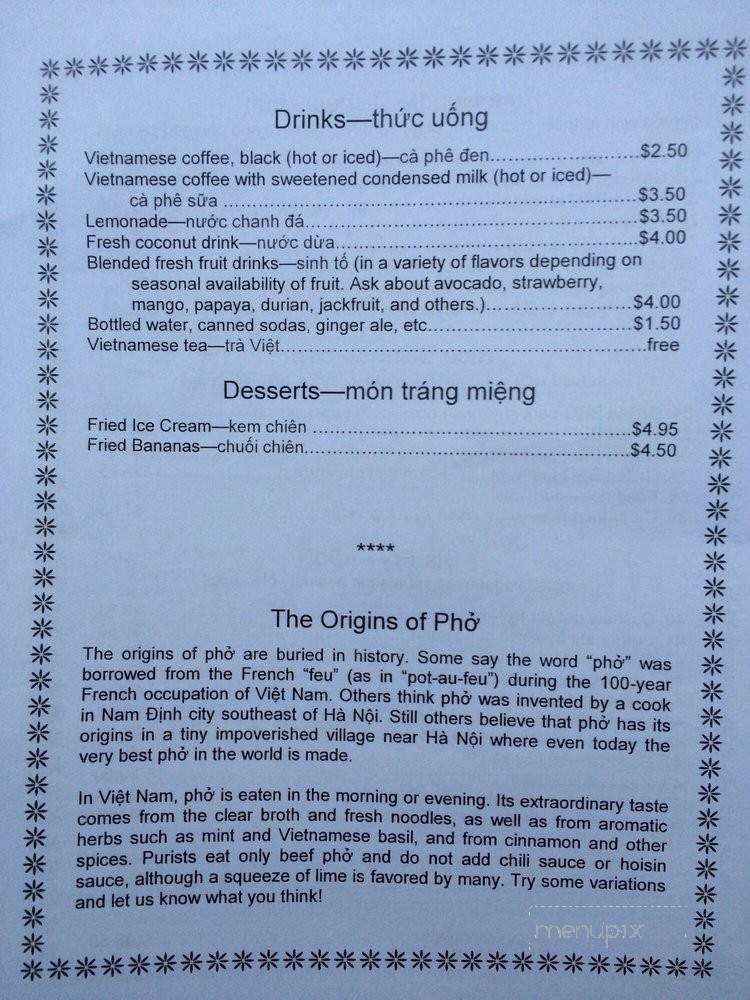 Drinks—thức uống
Vietnamese coffee, black (hot or iced)—cà phê đen..............................$2.50
Vietnamese coffee with sweetened condensed milk (hot or iced)—
cà phê sữa ..................................................................................$3.50
Lemonade—nước chanh đá..................................................................$3.50
Fresh coconut drink—nước dừa............................................................$4.00
Blended fresh fruit drinks—sinh tố (in a variety of flavors depending on
seasonal availability of fruit. Ask about avocado, strawberry,
mango, papaya, durian, jackfruit, and others.).............................$4.00
Bottled water, canned sodas, ginger ale, etc.........................................$1.50
Vietnamese tea—trà Việt.........................................................................free
Desserts—món tráng miệng
Fried Ice Cream—kem chiên ................................................................$4.95
Fried Bananas—chuối chiên.................................................................$4.50
****
The Origins of Phở
The origins of phở are buried in history. Some say the word “phở” was
borrowed from the French “feu” (as in “pot-au-feu”) during the 100-year
French occupation of Việt Nam. Others think phở was invented by a cook
in Nam Định city southeast of Hà Nội. Still others believe that phở has its
origins in a tiny impoverished village near Hà Nội where even today the
very best phở in the world is made.
In Việt Nam, phở is eaten in the morning or evening. Its extraordinary taste
comes from the clear broth and fresh noodles, as well as from aromatic
herbs such as mint and Vietnamese basil, and from cinnamon and other
spices. Purists eat only beef phở and do not add chili sauce or hoisin
sauce, although a squeeze of lime is favored by many. Try some variations
and let us know what you think!
menupix